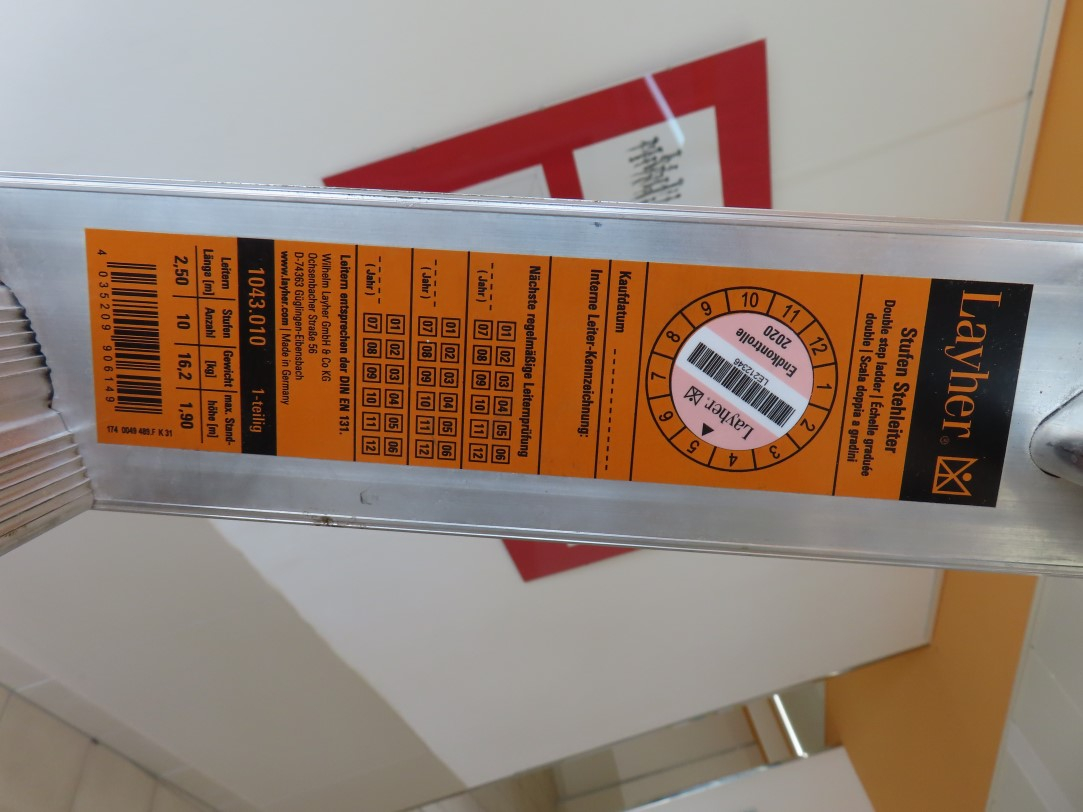 Layher®
Stufen Stehleiter
Double step ladder | Échelle graduée
double | Scala doppia a gradini
10 11 12 1 2 3 4 5 6 7 8 9
2020
Endkontrolle
LE212346
Layher.
Kaufdatum
Interne Leiter-Kennzeichnung:
Nächste regelmäßige Leiternprüfung
01 02 03 04 05 06
(Jahr) 07 08 09 10 11 12
01 02 03 04 05 06
(Jahr) 07 08 09 10 11 12
01 02 03 04 05 06
(Jahr) 07 08 09 10 11 12
Leitern entsprechen der DIN EN 131.
Wilhelm Layher GmbH & Co KG
Ochsenbacher Straße 56
D-74363 Güglingen-Eibensbach
www.layher.com | Made in Germany
1043.010 1-teilig
Leitern Stufen Gewicht max. Stand-
Länge [m] Anzahl [kg] höhe [m]
2,50 10 16,2 1,90
4 035209 906149
174 0049 489.F K 31